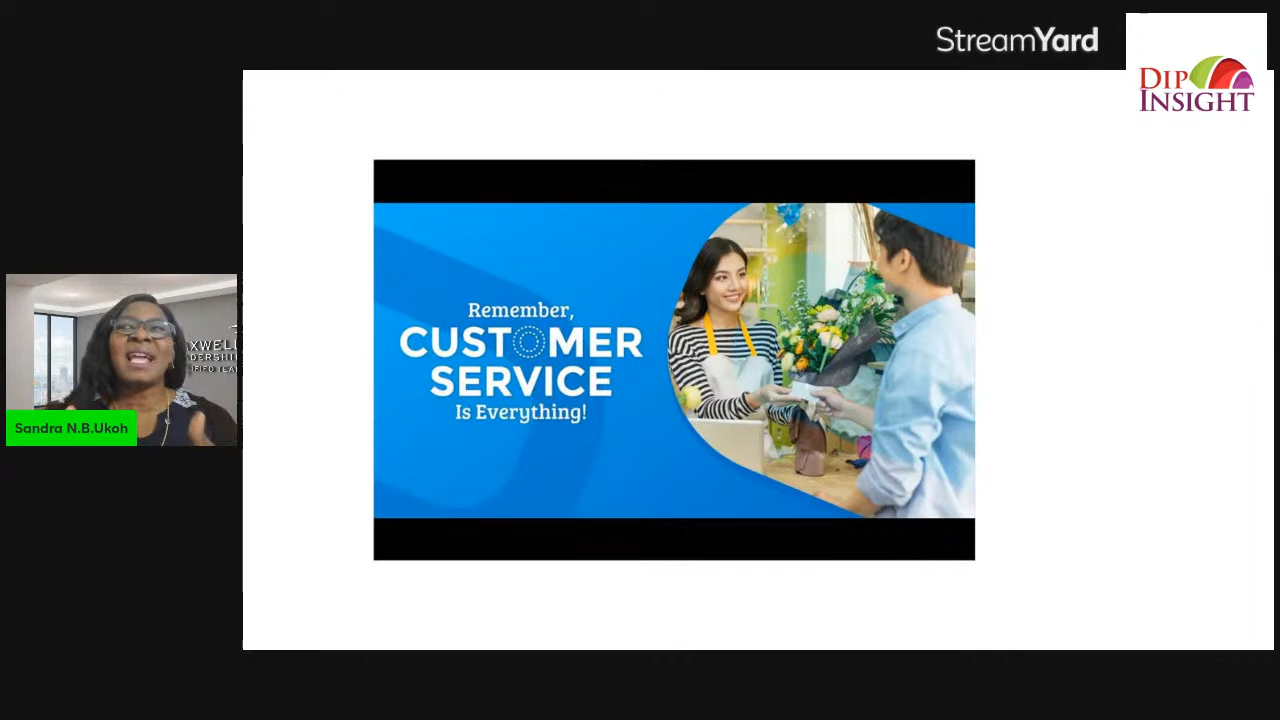 StreamYard
DIP
INSIGHT
Remember,
CUSTOMER
SERVICE
Is Everything!
Sandra N.B.Ukoh